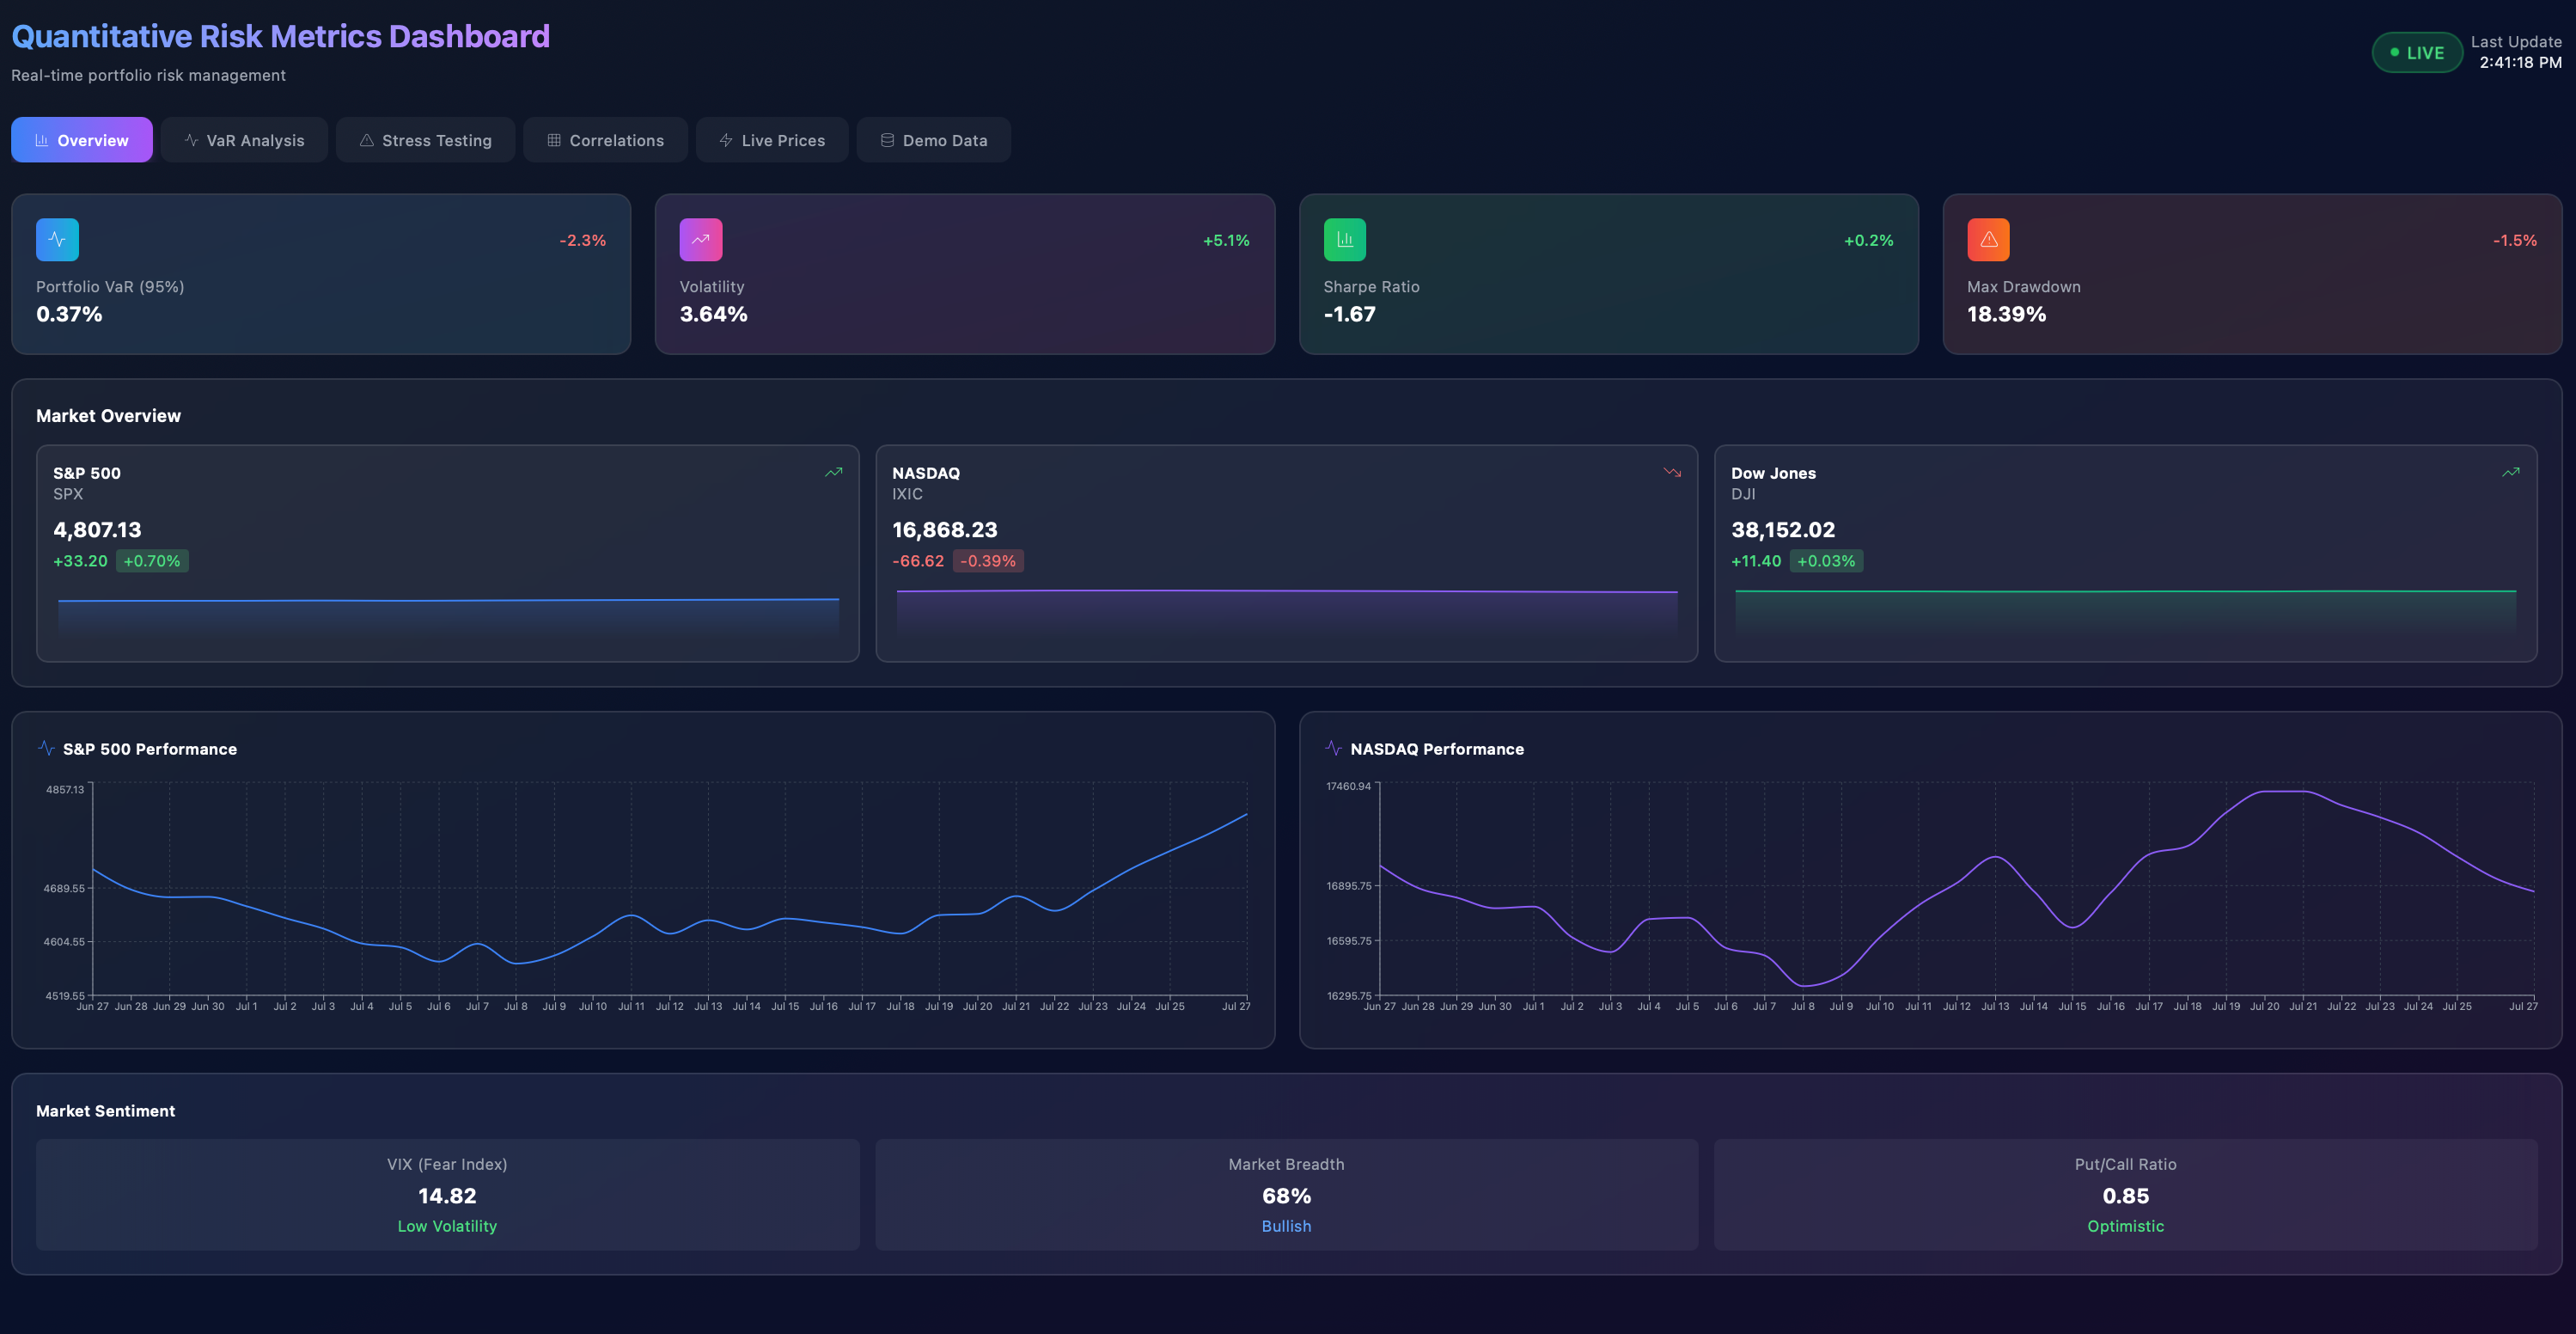 Quantitative Risk Metrics Dashboard
Real-time portfolio risk management
LIVE
Last Update
2:41:18 PM
Overview
VaR Analysis
Stress Testing
Correlations
Live Prices
Demo Data
-2.3%
Portfolio VaR (95%)
0.37%
+5.1%
Volatility
3.64%
+0.2%
Sharpe Ratio
-1.67
-1.5%
Max Drawdown
18.39%
Market Overview
S&P 500
SPX
4,807.13
+33.20 +0.70%
NASDAQ
IXIC
16,868.23
-66.62 -0.39%
Dow Jones
DJI
38,152.02
+11.40 +0.03%
S&P 500 Performance
4857.13
4689.55
4604.55
4519.55
Jun 27 Jun 28 Jun 29 Jun 30 Jul 1 Jul 2 Jul 3 Jul 4 Jul 5 Jul 6 Jul 7 Jul 8 Jul 9 Jul 10 Jul 11 Jul 12 Jul 13 Jul 14 Jul 15 Jul 16 Jul 17 Jul 18 Jul 19 Jul 20 Jul 21 Jul 22 Jul 23 Jul 24 Jul 25 Jul 27
NASDAQ Performance
17460.94
16895.75
16595.75
16295.75
Jun 27 Jun 28 Jun 29 Jun 30 Jul 1 Jul 2 Jul 3 Jul 4 Jul 5 Jul 6 Jul 7 Jul 8 Jul 9 Jul 10 Jul 11 Jul 12 Jul 13 Jul 14 Jul 15 Jul 16 Jul 17 Jul 18 Jul 19 Jul 20 Jul 21 Jul 22 Jul 23 Jul 24 Jul 25 Jul 27
Market Sentiment
VIX (Fear Index)
14.82
Low Volatility
Market Breadth
68%
Bullish
Put/Call Ratio
0.85
Optimistic